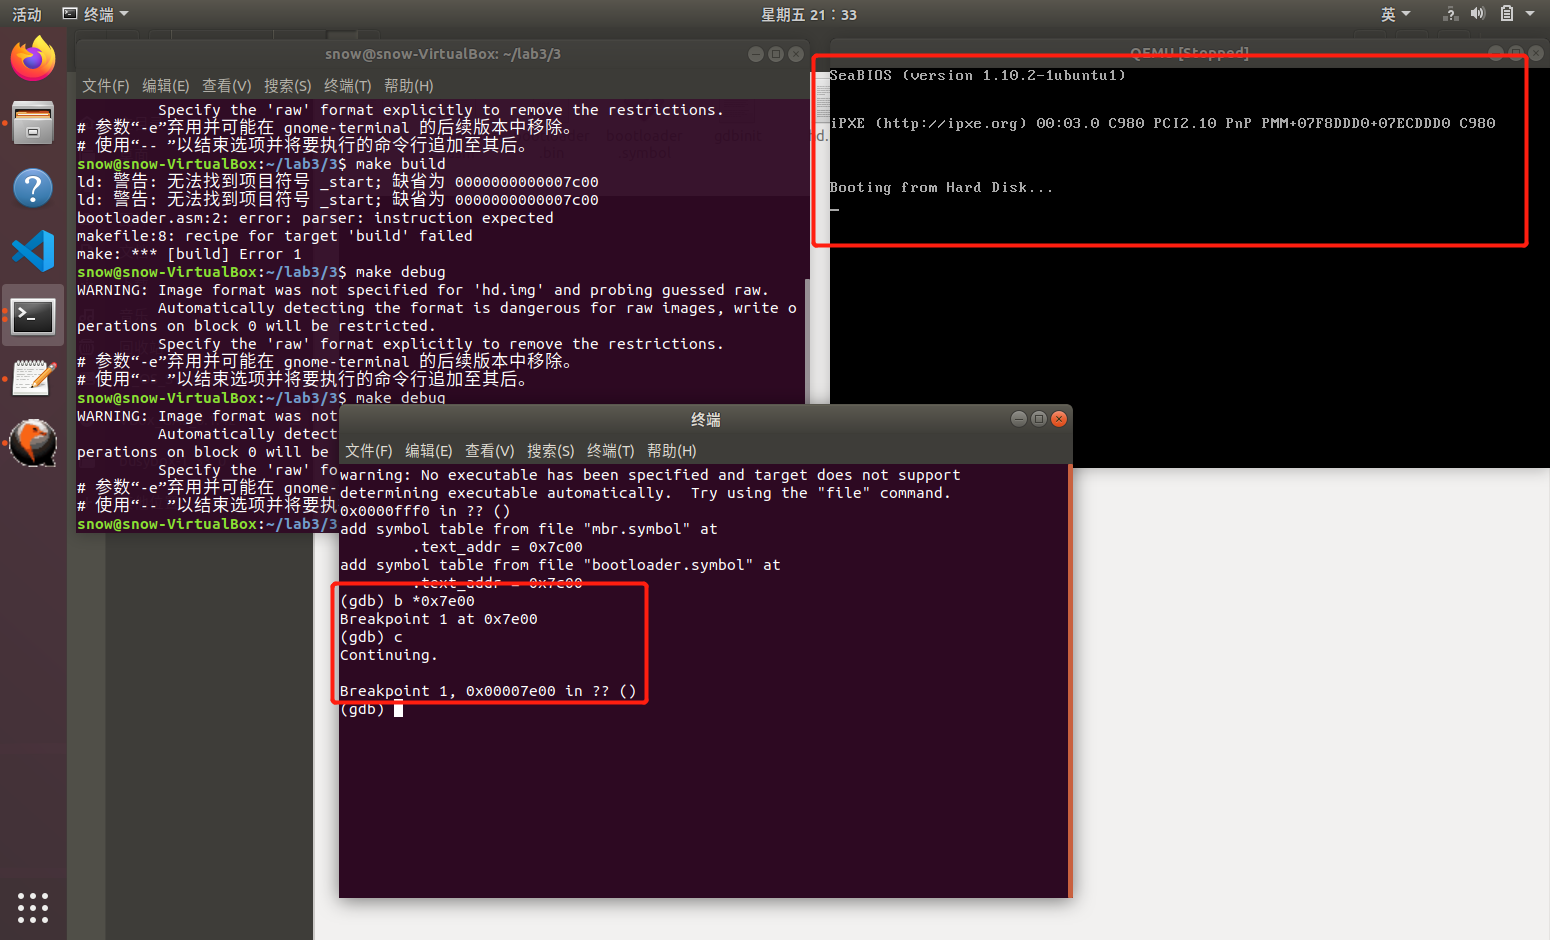 活动
终端
星期五 21∶33
英
snow@snow-VirtualBox: ~/lab3/3
文件(F) 编辑(E) 查看(V) 搜索(S) 终端(T) 帮助(H)
Specify the 'raw' format explicitly to remove the restrictions.
# 参数“-e”弃用并可能在 gnome-terminal 的后续版本中移除。
# 使用“-- ”以结束选项并将要执行的命令行追加至其后。
snow@snow-VirtualBox:~/lab3/3$ make build
ld: 警告: 无法找到项目符号 _start; 缺省为 0000000000007c00
ld: 警告: 无法找到项目符号 _start; 缺省为 0000000000007c00
bootloader.asm:2: error: parser: instruction expected
makefile:8: recipe for target 'build' failed
make: *** [build] Error 1
snow@snow-VirtualBox:~/lab3/3$ make debug
WARNING: Image format was not specified for 'hd.img' and probing guessed raw.
Automatically detecting the format is dangerous for raw images, write o
perations on block 0 will be restricted.
Specify the 'raw' format explicitly to remove the restrictions.
# 参数“-e”弃用并可能在 gnome-terminal 的后续版本中移除。
# 使用“-- ”以结束选项并将要执行的命令行追加至其后。
snow@snow-VirtualBox:~/lab3/3$ make debug
WARNING: Image format was not
Automatically detect
perations on block 0 will be
Specify the 'raw' fo
# 参数“-e”弃用并可能在 gnome-
# 使用“-- ”以结束选项并将要执
snow@snow-VirtualBox:~/lab3/3
QEMU [Stopped]
SeaBIOS (version 1.10.2-1ubuntu1)
iPXE (http://ipxe.org) 00:03.0 C980 PCI2.10 PnP PMM+07F8DDD0+07ECDDD0 C980
Booting from Hard Disk...
终端
文件(F) 编辑(E) 查看(V) 搜索(S) 终端(T) 帮助(H)
warning: No executable has been specified and target does not support
determining executable automatically.  Try using the "file" command.
0x0000fff0 in ?? ()
add symbol table from file "mbr.symbol" at
.text_addr = 0x7c00
add symbol table from file "bootloader.symbol" at
.text_addr = 0x7c00
(gdb) b *0x7e00
Breakpoint 1 at 0x7e00
(gdb) c
Continuing.
Breakpoint 1, 0x00007e00 in ?? ()
(gdb)